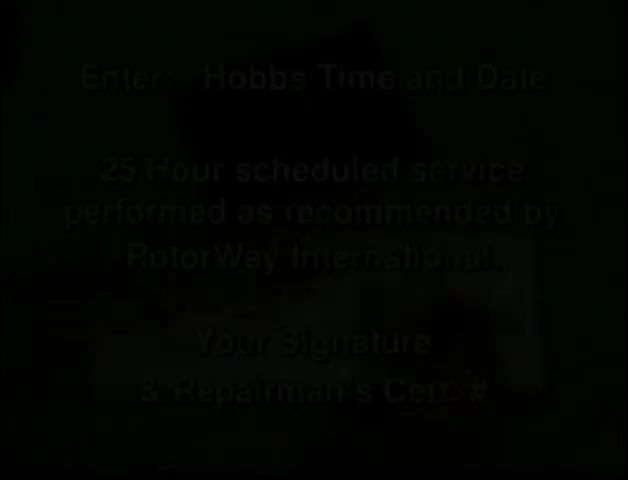 Enter: Hobbs Time and Date
25 Hour scheduled service
performed as recommended by
RotorWay International.
Your Signature
& Repairman's Cert. #